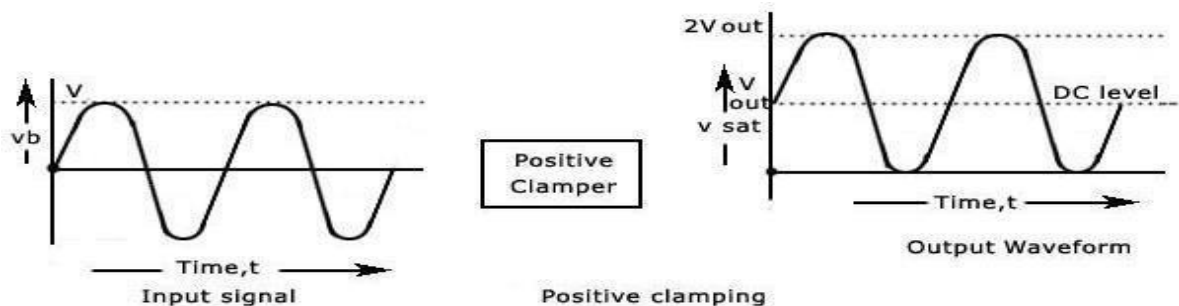 V
vb
Time,t
Input signal
Positive
Clamper
Positive clamping
2V out
V
out
v sat
DC level
Time,t
Output Waveform